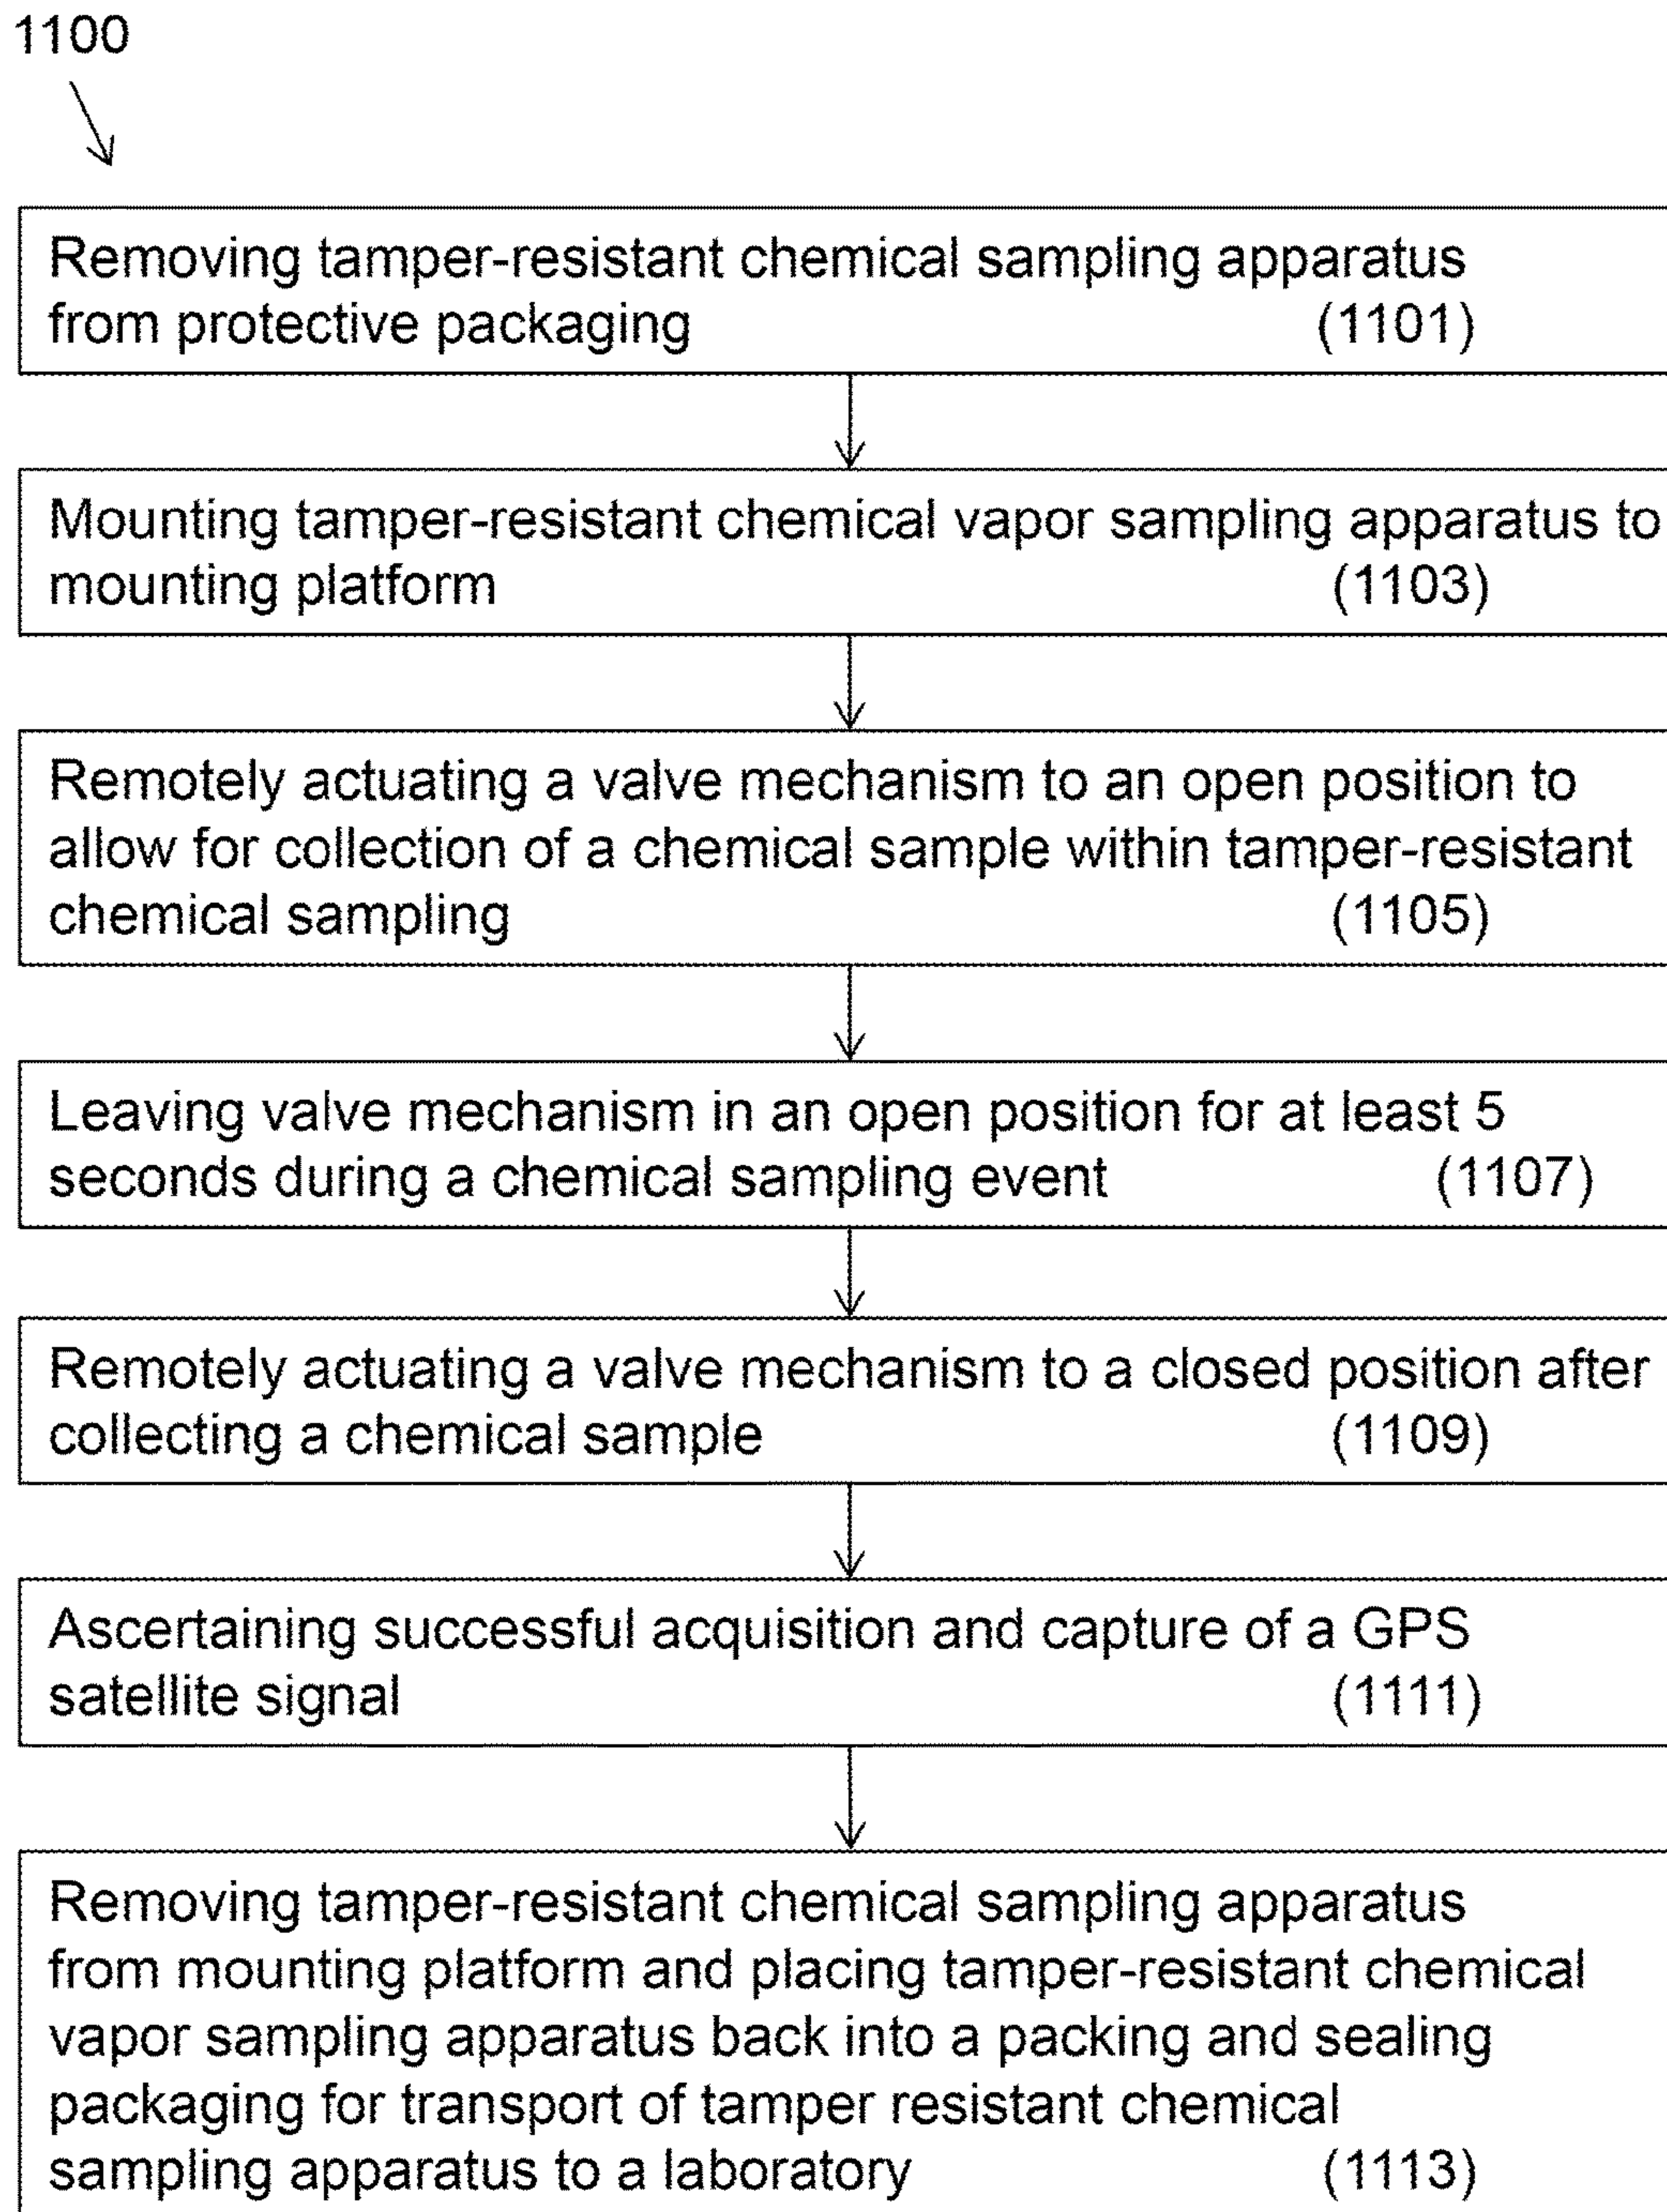 1100
Removing tamper-resistant chemical sampling apparatus
from protective packaging (1101)
Mounting tamper-resistant chemical vapor sampling apparatus to
mounting platform (1103)
Remotely actuating a valve mechanism to an open position to
allow for collection of a chemical sample within tamper-resistant
chemical sampling (1105)
Leaving valve mechanism in an open position for at least 5
seconds during a chemical sampling event (1107)
Remotely actuating a valve mechanism to a closed position after
collecting a chemical sample (1109)
Ascertaining successful acquisition and capture of a GPS
satellite signal (1111)
Removing tamper-resistant chemical sampling apparatus
from mounting platform and placing tamper-resistant chemical
vapor sampling apparatus back into a packing and sealing
packaging for transport of tamper resistant chemical
sampling apparatus to a laboratory (1113)